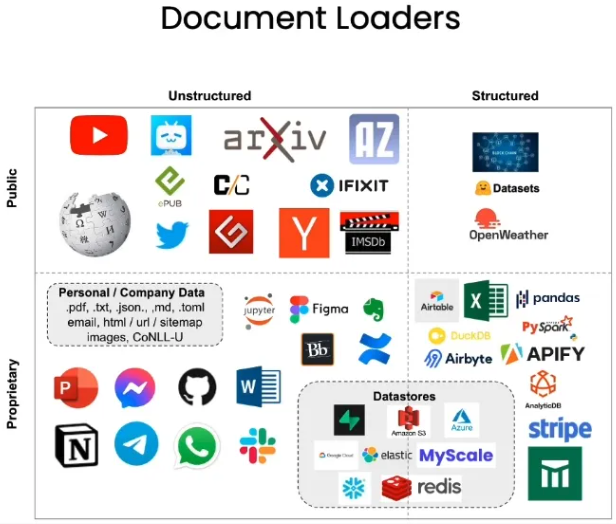 Document Loaders
Unstructured
Structured
Public
arXiv
AZ
ePUB
C/C
IFIXIT
Datasets
Y
IMSDb
OpenWeather
Proprietary
Personal / Company Data
.pdf, .txt, .json., .md, .toml
email, html / url / sitemap
images, CoNLL-U
jupyter
Figma
Airtable
X
pandas
Bb
DuckDB
PySpark
Airbyte
APIFY
P
W
AnalyticDB
Datastores
Amazon S3
Azure
stripe
N
Google Cloud
elastic
MyScale
redis